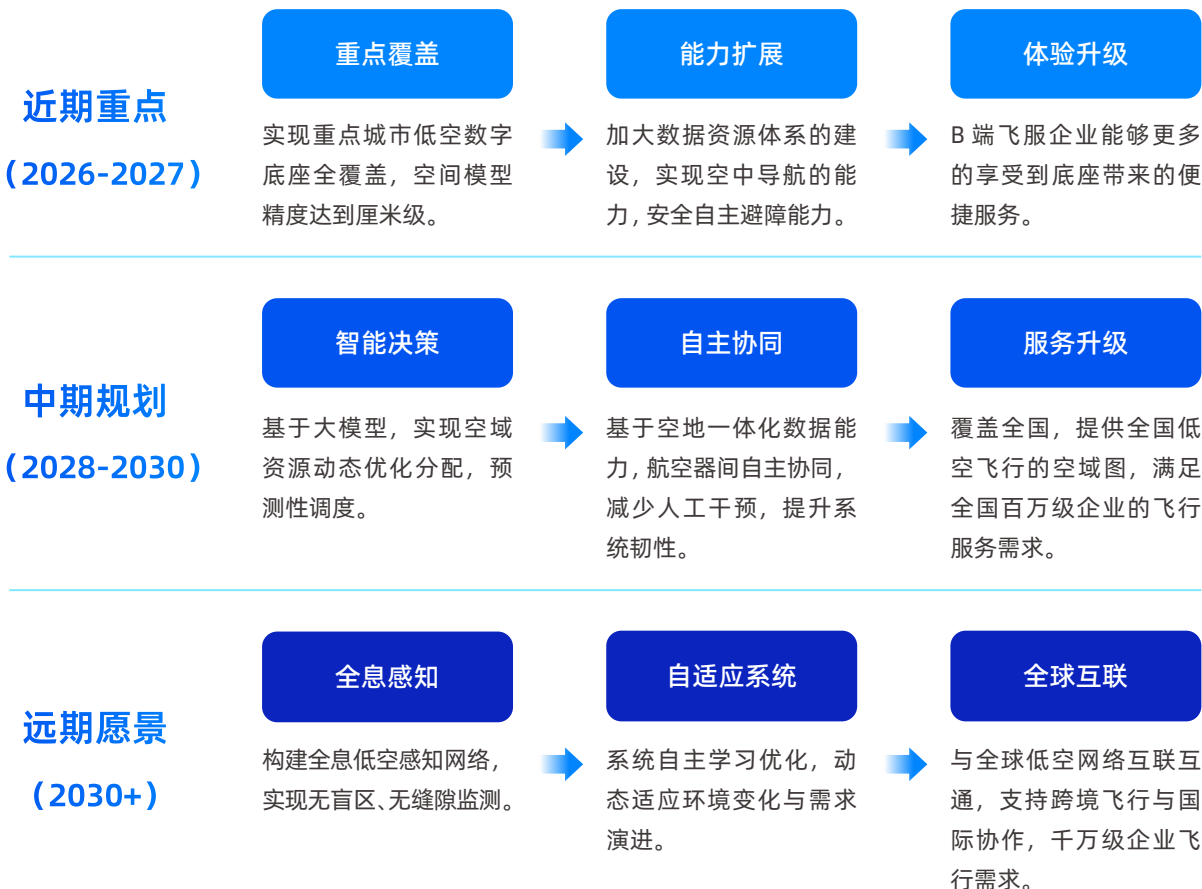 近期重点
（2026-2027）
重点覆盖
实现重点城市低空数字
底座全覆盖，空间模型
精度达到厘米级。
能力扩展
加大数据资源体系的建
设，实现空中导航的能
力，安全自主避障能力。
体验升级
B 端飞服企业能够更多
的享受到底座带来的便
捷服务。
中期规划
（2028-2030）
智能决策
基于大模型，实现空域
资源动态优化分配，预
测性调度。
自主协同
基于空地一体化数据能
力，航空器间自主协同，
减少人工干预，提升系
统韧性。
服务升级
覆盖全国，提供全国低
空飞行的空域图，满足
全国百万级企业的飞行
服务需求。
远期愿景
（2030+）
全息感知
构建全息低空感知网络，
实现无盲区、无缝隙监测。
自适应系统
系统自主学习优化，动
态适应环境变化与需求
演进。
全球互联
与全球低空网络互联互
通，支持跨境飞行与国
际协作，千万级企业飞
行需求。